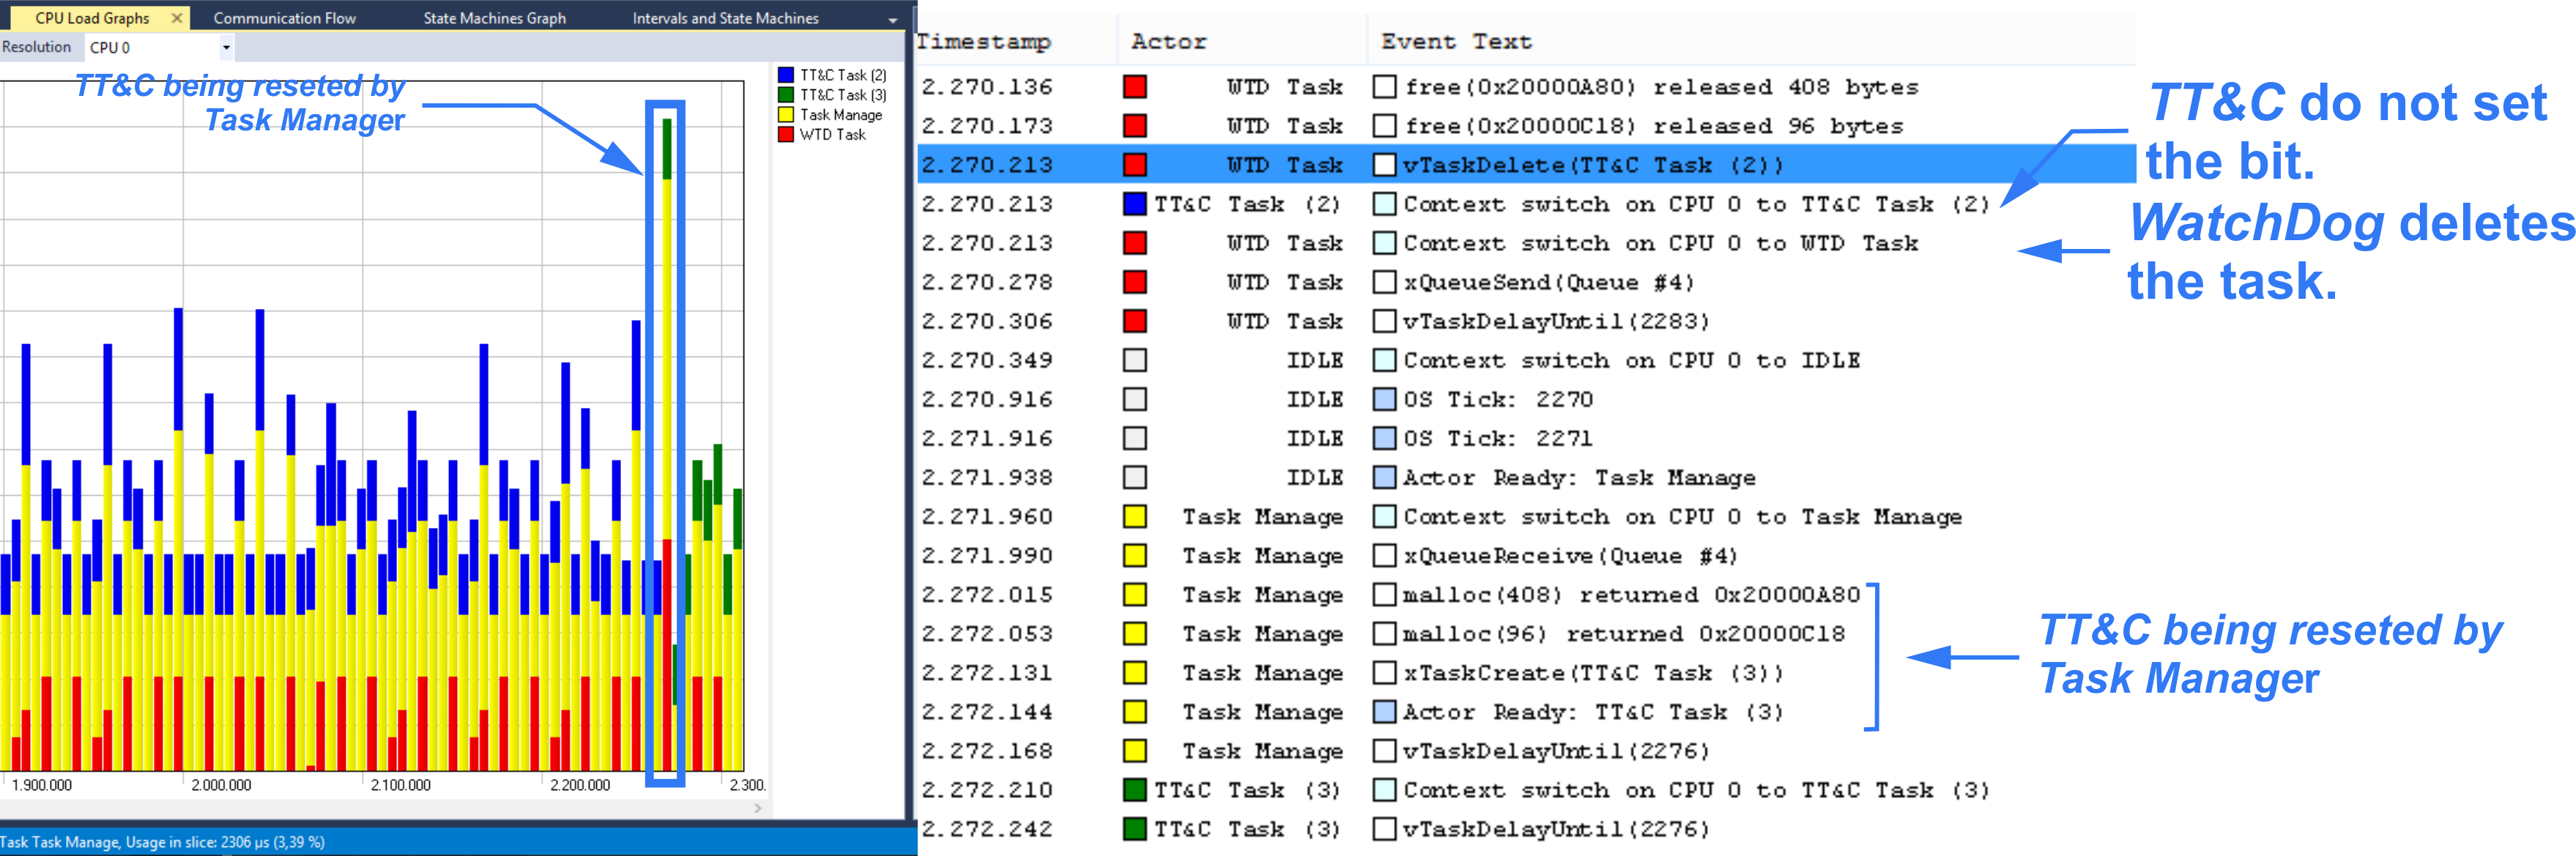 CPU Load Graphs × Communication Flow State Machines Graph Intervals and State Machines
Resolution CPU 0
TT&C being reseted by
Task Manager
TT&C Task (2)
TT&C Task (3)
Task Manage
WTD Task
1.900.000 2.000.000 2.100.000 2.200.000 2.300.
Task Task Manage, Usage in slice: 2306 µs (3,39 %)
Timestamp Actor Event Text
2.270.136 WTD Task free(0x20000A80) released 408 bytes
2.270.173 WTD Task free(0x20000C18) released 96 bytes
2.270.213 WTD Task vTaskDelete(TT&C Task (2))
2.270.213 TT&C Task (2) Context switch on CPU 0 to TT&C Task (2)
2.270.213 WTD Task Context switch on CPU 0 to WTD Task
2.270.278 WTD Task xQueueSend(Queue #4)
2.270.306 WTD Task vTaskDelayUntil(2283)
2.270.349 IDLE Context switch on CPU 0 to IDLE
2.270.916 IDLE OS Tick: 2270
2.271.916 IDLE OS Tick: 2271
2.271.938 IDLE Actor Ready: Task Manage
2.271.960 Task Manage Context switch on CPU 0 to Task Manage
2.271.990 Task Manage xQueueReceive(Queue #4)
2.272.015 Task Manage malloc(408) returned 0x20000A80
2.272.053 Task Manage malloc(96) returned 0x20000C18
2.272.131 Task Manage xTaskCreate(TT&C Task (3))
2.272.144 Task Manage Actor Ready: TT&C Task (3)
2.272.168 Task Manage vTaskDelayUntil(2276)
2.272.210 TT&C Task (3) Context switch on CPU 0 to TT&C Task (3)
2.272.242 TT&C Task (3) vTaskDelayUntil(2276)
TT&C do not set
the bit.
WatchDog deletes
the task.
TT&C being reseted by
Task Manager